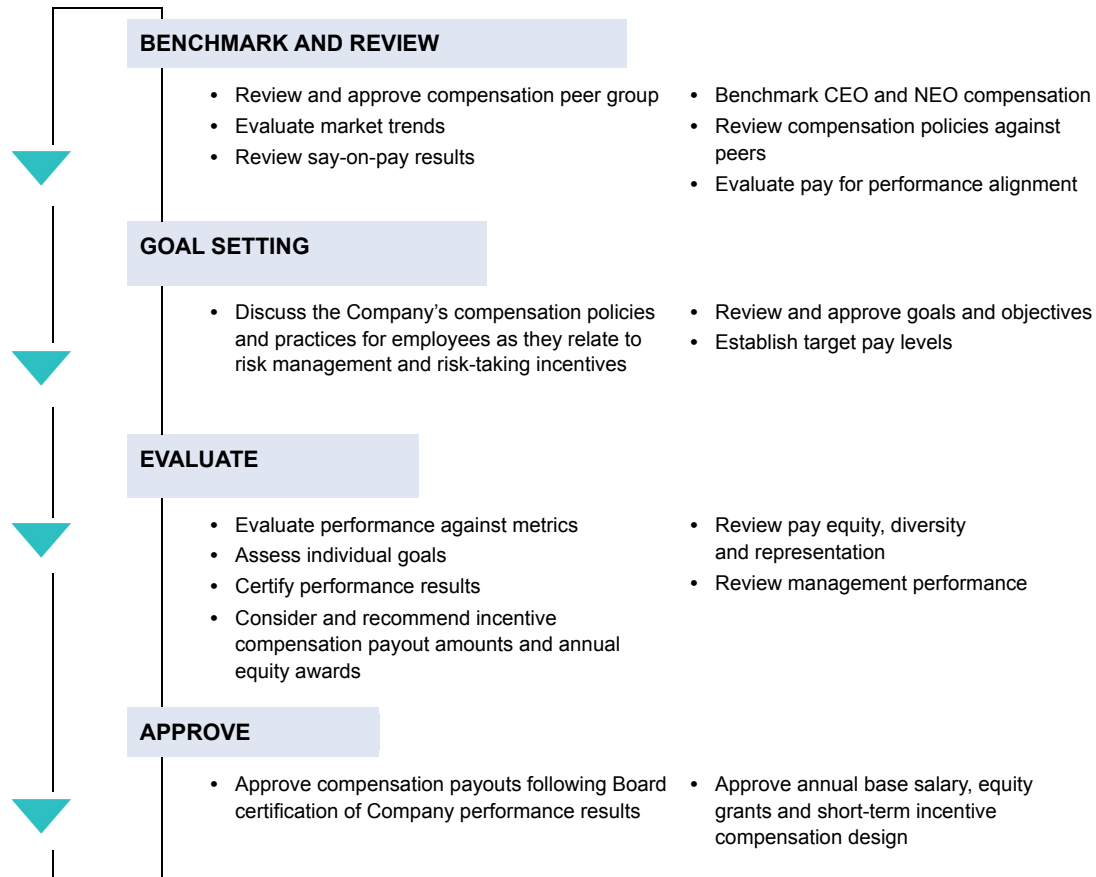 BENCHMARK AND REVIEW
• Review and approve compensation peer group
• Evaluate market trends
• Review say-on-pay results
• Benchmark CEO and NEO compensation
• Review compensation policies against
peers
• Evaluate pay for performance alignment
GOAL SETTING
• Discuss the Company’s compensation policies
and practices for employees as they relate to
risk management and risk-taking incentives
• Review and approve goals and objectives
• Establish target pay levels
EVALUATE
• Evaluate performance against metrics
• Assess individual goals
• Certify performance results
• Consider and recommend incentive
compensation payout amounts and annual
equity awards
• Review pay equity, diversity
and representation
• Review management performance
APPROVE
• Approve compensation payouts following Board
certification of Company performance results
• Approve annual base salary, equity
grants and short-term incentive
compensation design